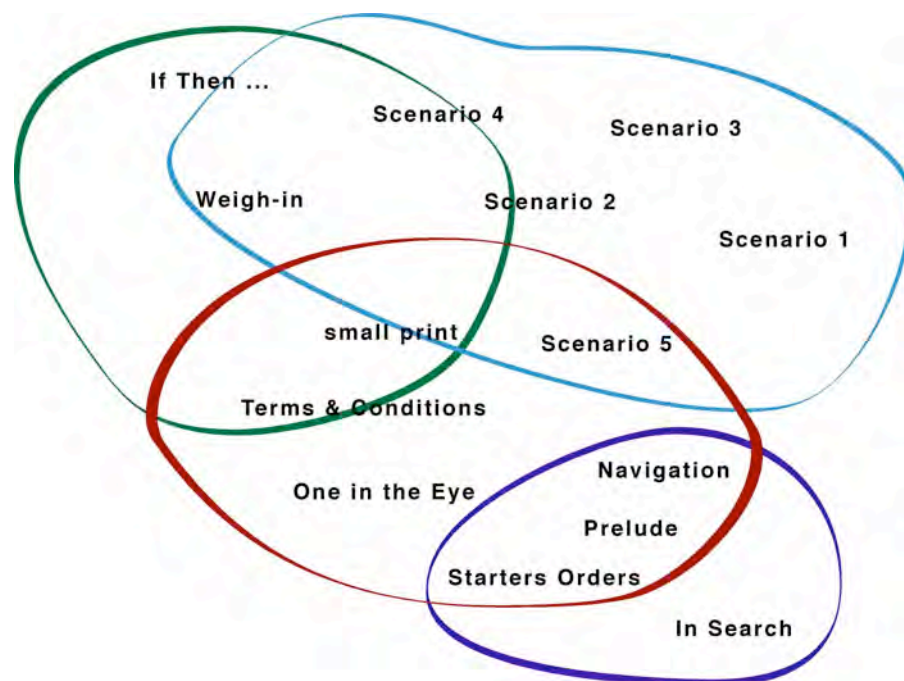 If Then ...
Scenario 4
Scenario 3
Weigh-in
Scenario 2
Scenario 1
small print
Scenario 5
Terms & Conditions
Navigation
One in the Eye
Prelude
Starters Orders
In Search